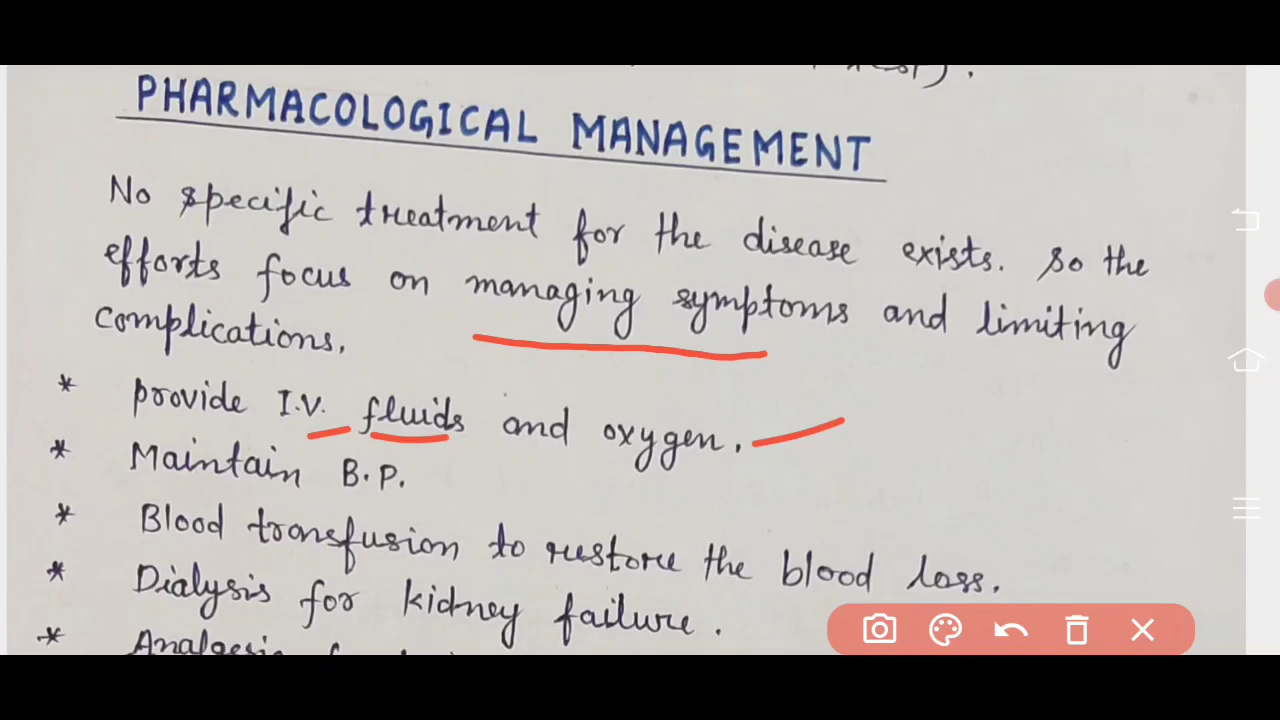 PHARMACOLOGICAL MANAGEMENT
No specific treatment for the disease exists. So the
efforts focus on managing symptoms and limiting
complications.
* provide I.V. fluids and oxygen.
* Maintain B.P.
* Blood transfusion to restore the blood loss.
* Dialysis for kidney failure.
* Analgesic